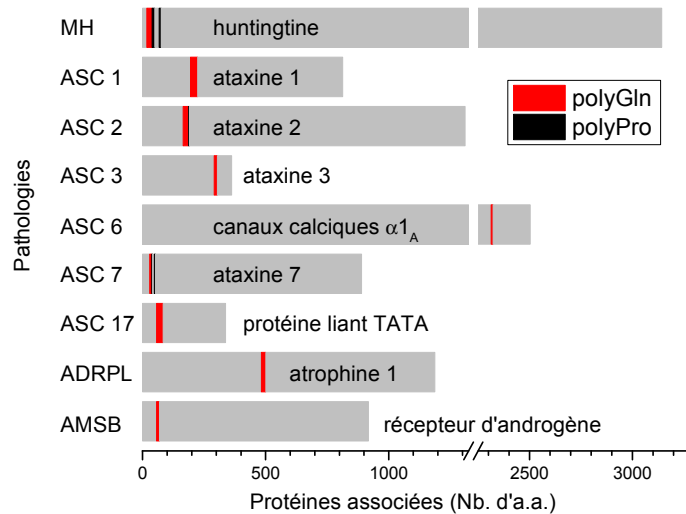 MH huntingtine
ASC 1 ataxine 1
polyGln
polyPro
ASC 2 ataxine 2
ASC 3 ataxine 3
ASC 6 canaux calciques α1A
ASC 7 ataxine 7
ASC 17 protéine liant TATA
ADRPL atrophine 1
AMSB récepteur d'androgène
Pathologies
0 500 1000 2500 3000
Protéines associées (Nb. d'a.a.)